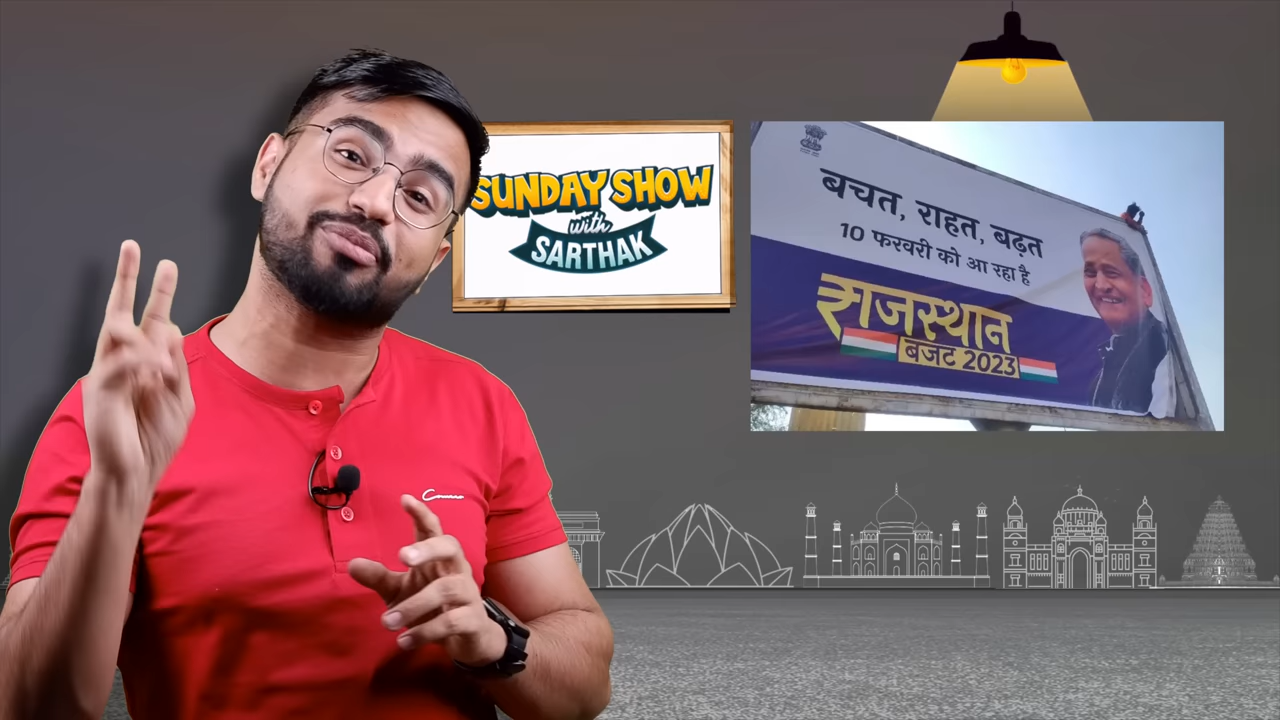 SUNDAY SHOW
with
SARTHAK
बचत, राहत, बढ़त
10 फरवरी को आ रहा है
राजस्थान
बजट 2023